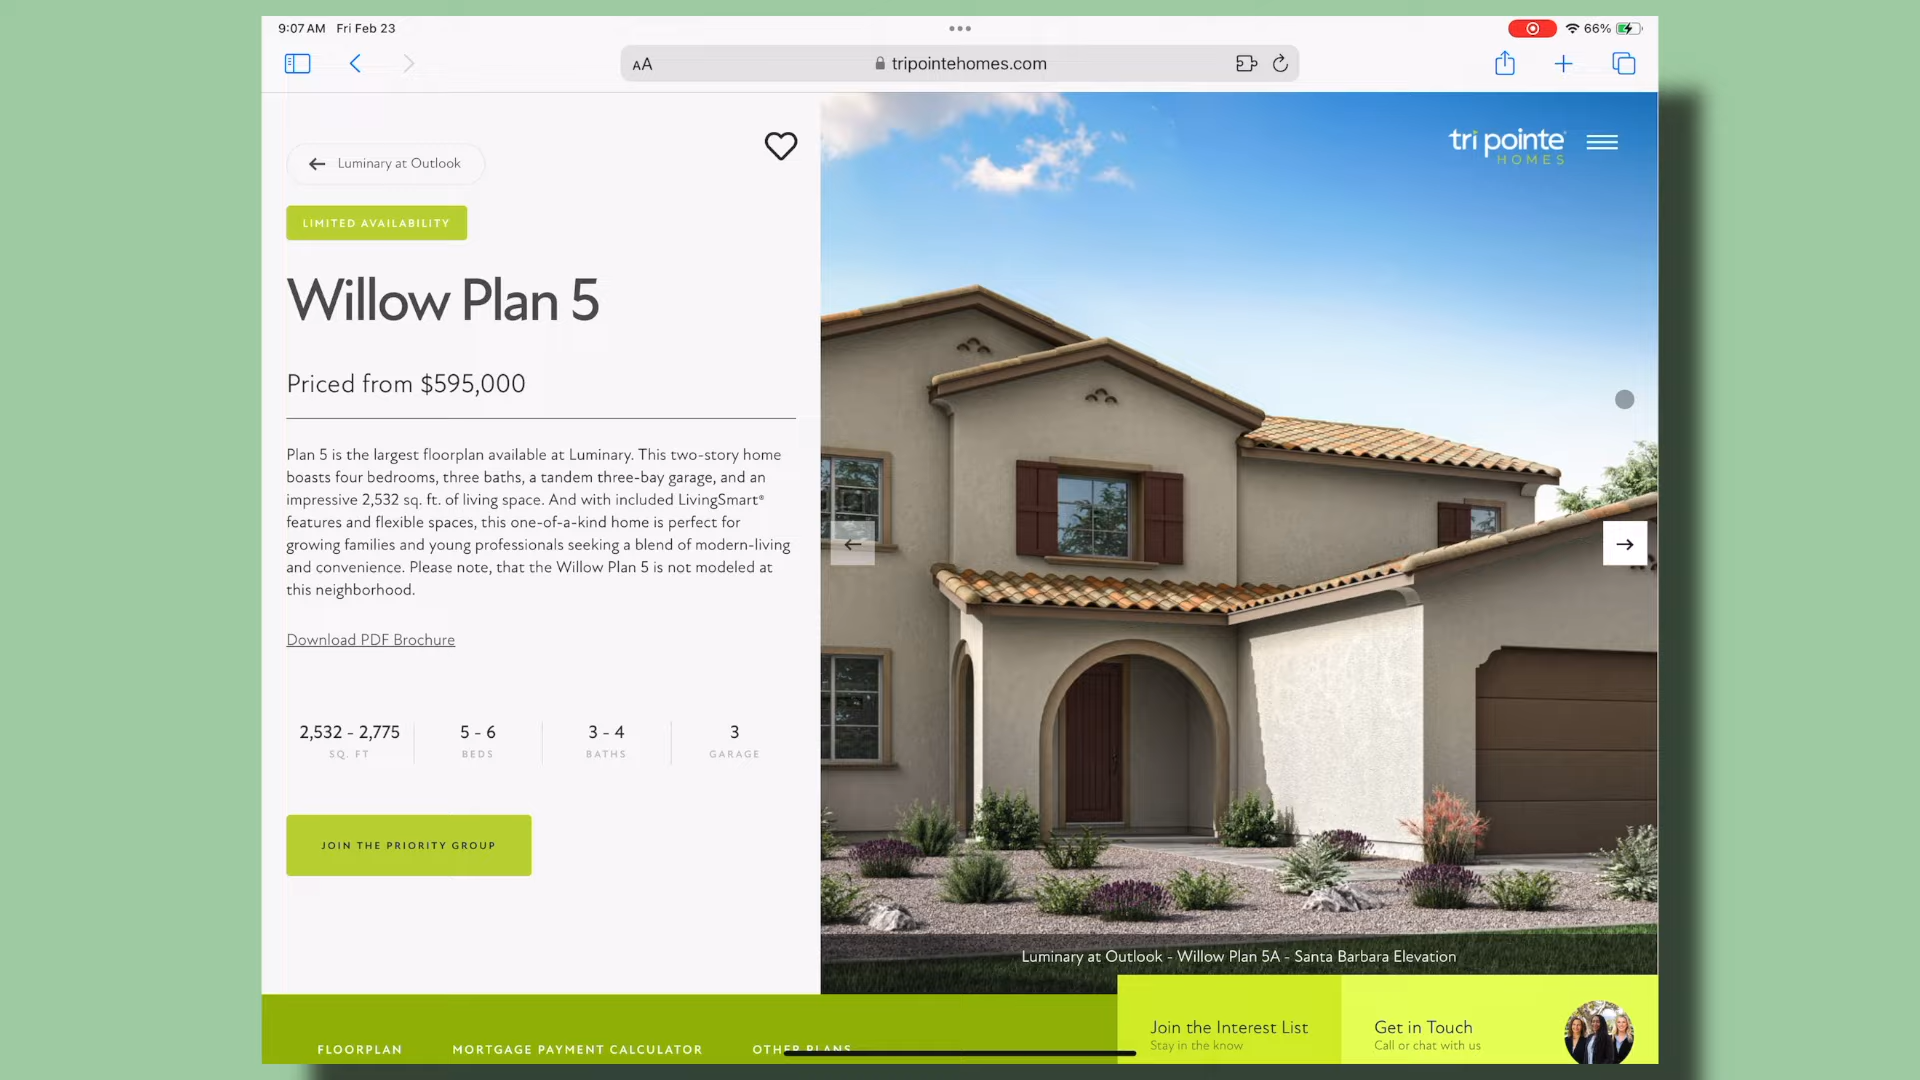 9:07 AM Fri Feb 23
66%
AA
tripointehomes.com
Luminary at Outlook
tri pointe
HOMES
LIMITED AVAILABILITY
Willow Plan 5
Priced from $595,000
Plan 5 is the largest floorplan available at Luminary. This two-story home
boasts four bedrooms, three baths, a tandem three-bay garage, and an
impressive 2,532 sq. ft. of living space. And with included LivingSmart®
features and flexible spaces, this one-of-a-kind home is perfect for
growing families and young professionals seeking a blend of modern-living
and convenience. Please note, that the Willow Plan 5 is not modeled at
this neighborhood.
Download PDF Brochure
2,532 - 2,775
SQ. FT
5 - 6
BEDS
3 - 4
BATHS
3
GARAGE
JOIN THE PRIORITY GROUP
Luminary at Outlook - Willow Plan 5A - Santa Barbara Elevation
FLOORPLAN
MORTGAGE PAYMENT CALCULATOR
OTHER PLANS
Join the Interest List
Stay in the know
Get in Touch
Call or chat with us